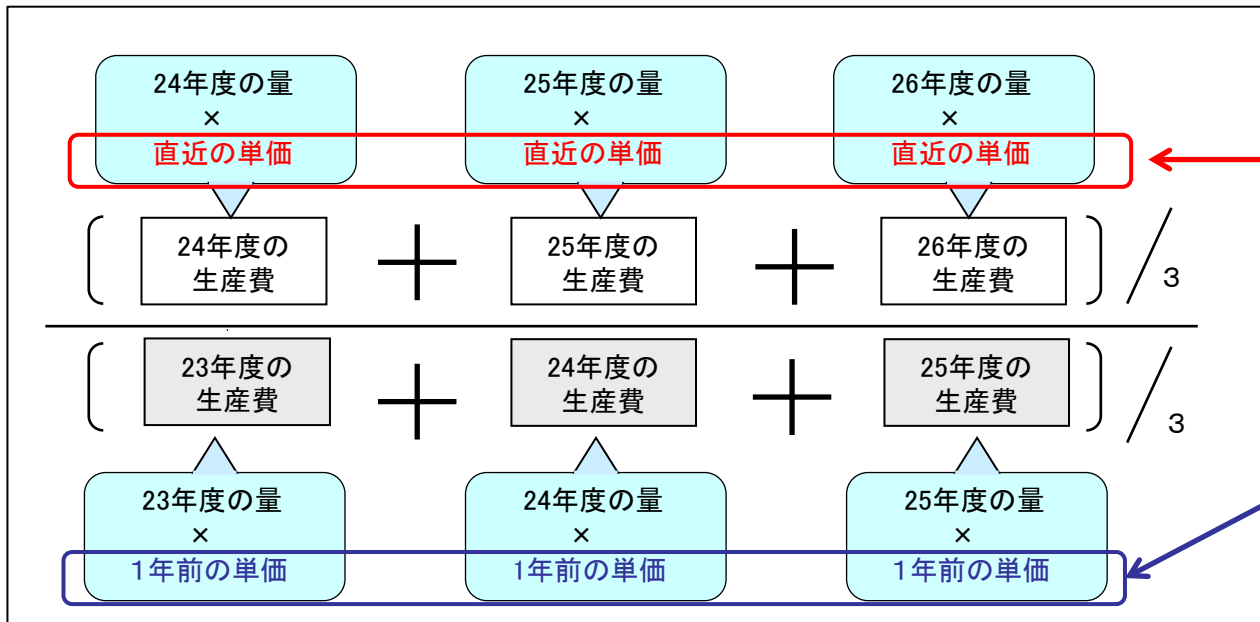 24年度の量
×
直近の単価
25年度の量
×
直近の単価
26年度の量
×
直近の単価
24年度の
生産費
+
25年度の
生産費
+
26年度の
生産費
3
23年度の
生産費
+
24年度の
生産費
+
25年度の
生産費
3
23年度の量
×
1年前の単価
24年度の量
×
1年前の単価
25年度の量
×
1年前の単価